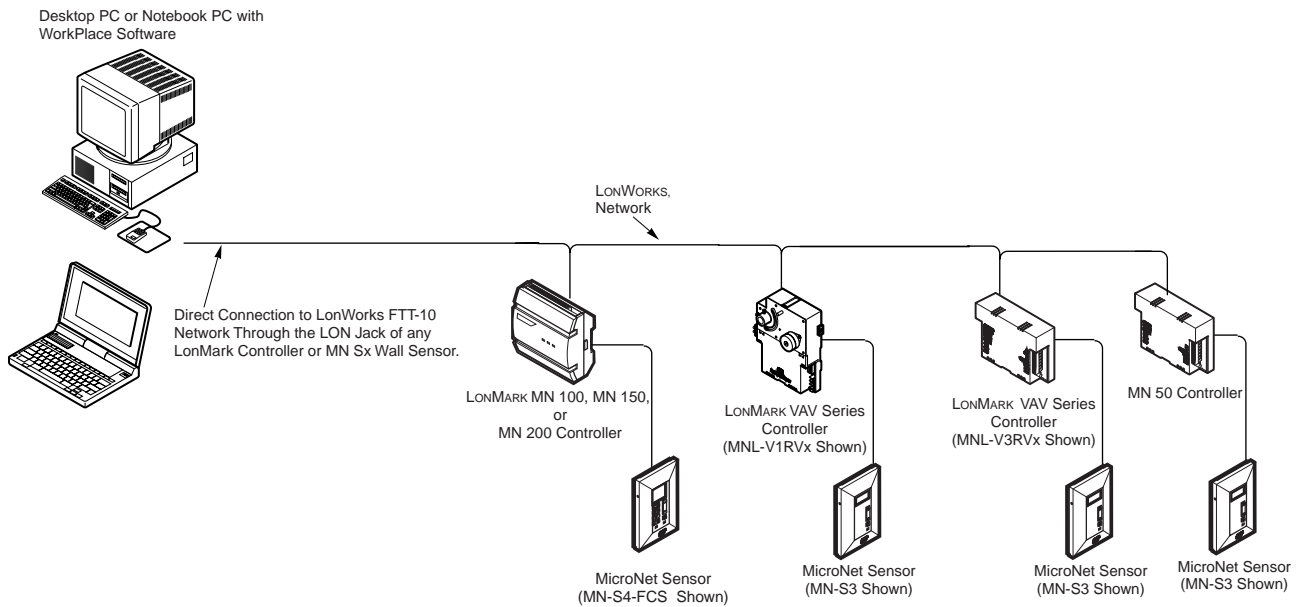 Desktop PC or Notebook PC with
WorkPlace Software
LONWORKS,
Network
Direct Connection to LonWorks FTT-10
Network Through the LON Jack of any
LonMark Controller or MN Sx Wall Sensor.
LONMARK MN 100, MN 150,
or
MN 200 Controller
LONMARK VAV Series
Controller
(MNL-V1RVx Shown)
LONMARK VAV Series
Controller
(MNL-V3RVx Shown)
MN 50 Controller
MicroNet Sensor
(MN-S4-FCS Shown)
MicroNet Sensor
(MN-S3 Shown)
MicroNet Sensor
(MN-S3 Shown)
MicroNet Sensor
(MN-S3 Shown)